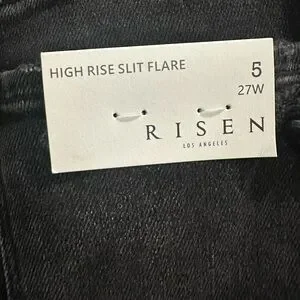 HIGH RISE SLIT FLARE 5
27W
RISEN
LOS ANGELES